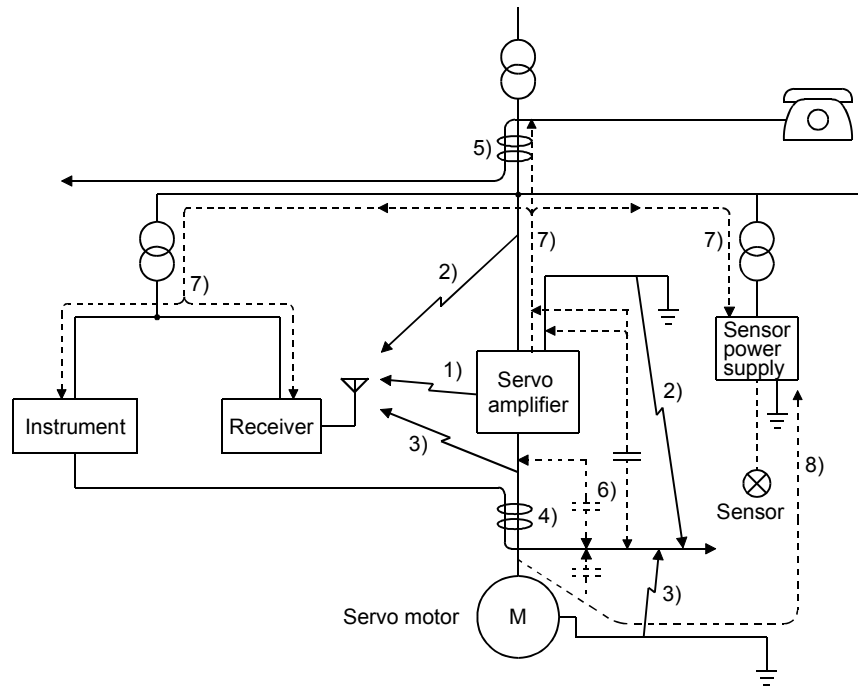 5)
7)
7)
2)
7)
Sensor
power
supply
1)
Servo
amplifier
2)
Instrument
Receiver
3)
8)
6)
4)
Sensor
3)
Servo motor
M